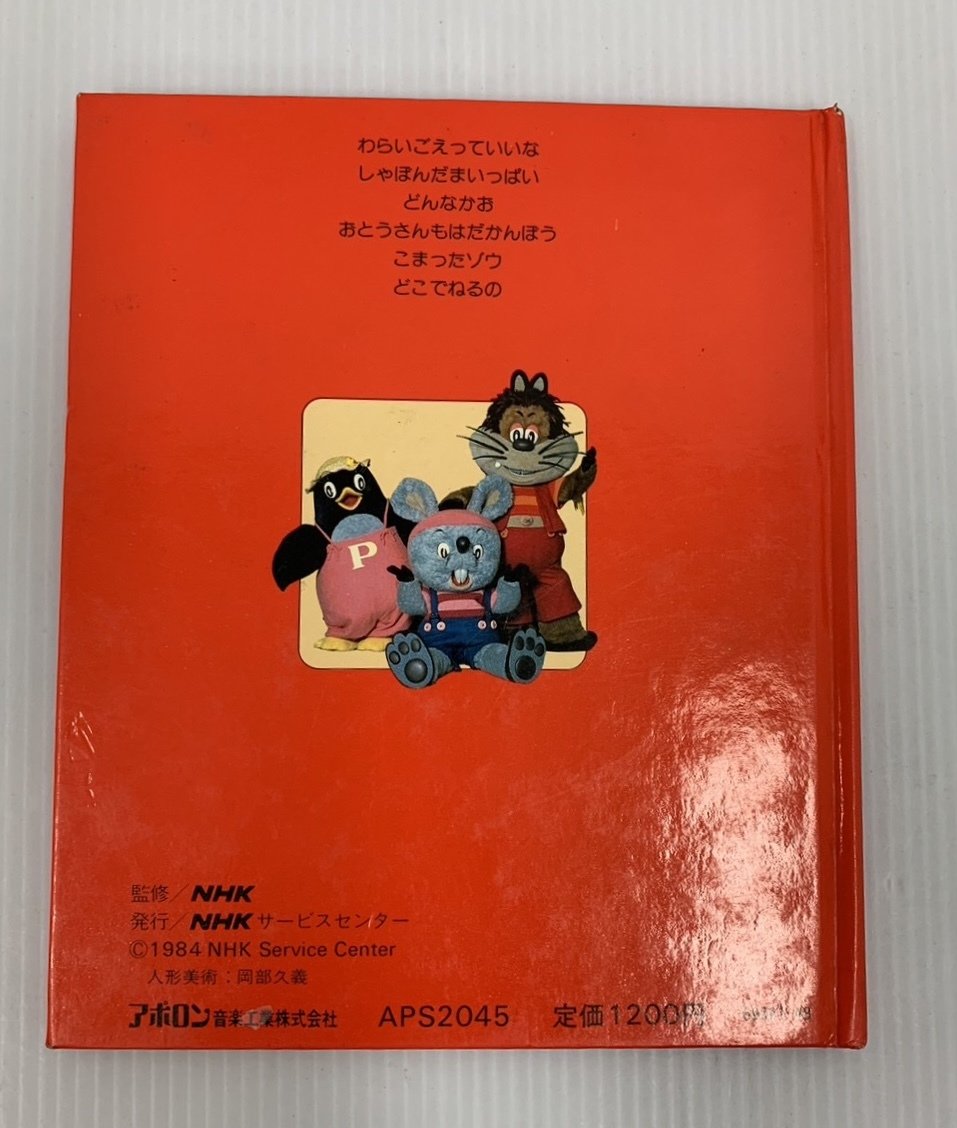 わらいごえっていいな
しゃぼんだまいっぱい
どんなかお
おとうさんもはだかんぼう
こまったゾウ
どこでねるの
P
監修／NHK
発行／NHKサービスセンター
©1984 NHK Service Center
人形美術：岡部久義
アポロン音楽工業株式会社 APS2045 定価1200円